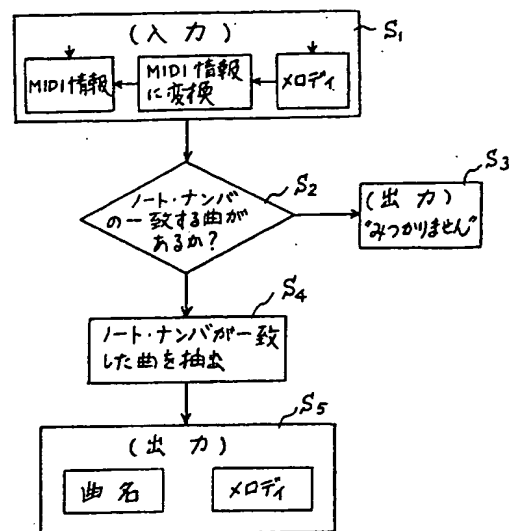 (入力)
S1
MIDI情報
MIDI情報
に変換
メロディ
ノート・ナンバ
の一致する曲が
あるか?
S2
S3
(出力)
"みつかりません"
S4
ノート・ナンバが一致
した曲を抽出
S5
(出力)
曲名
メロディ